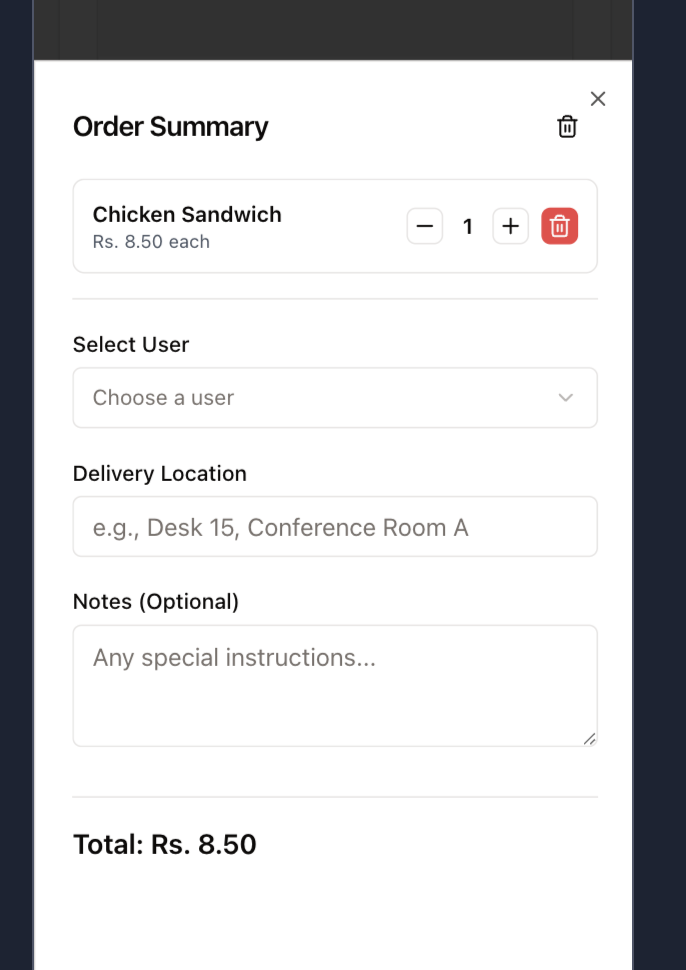 Order Summary
Chicken Sandwich
Rs. 8.50 each
1
Select User
Choose a user
Delivery Location
e.g., Desk 15, Conference Room A
Notes (Optional)
Any special instructions...
Total: Rs. 8.50